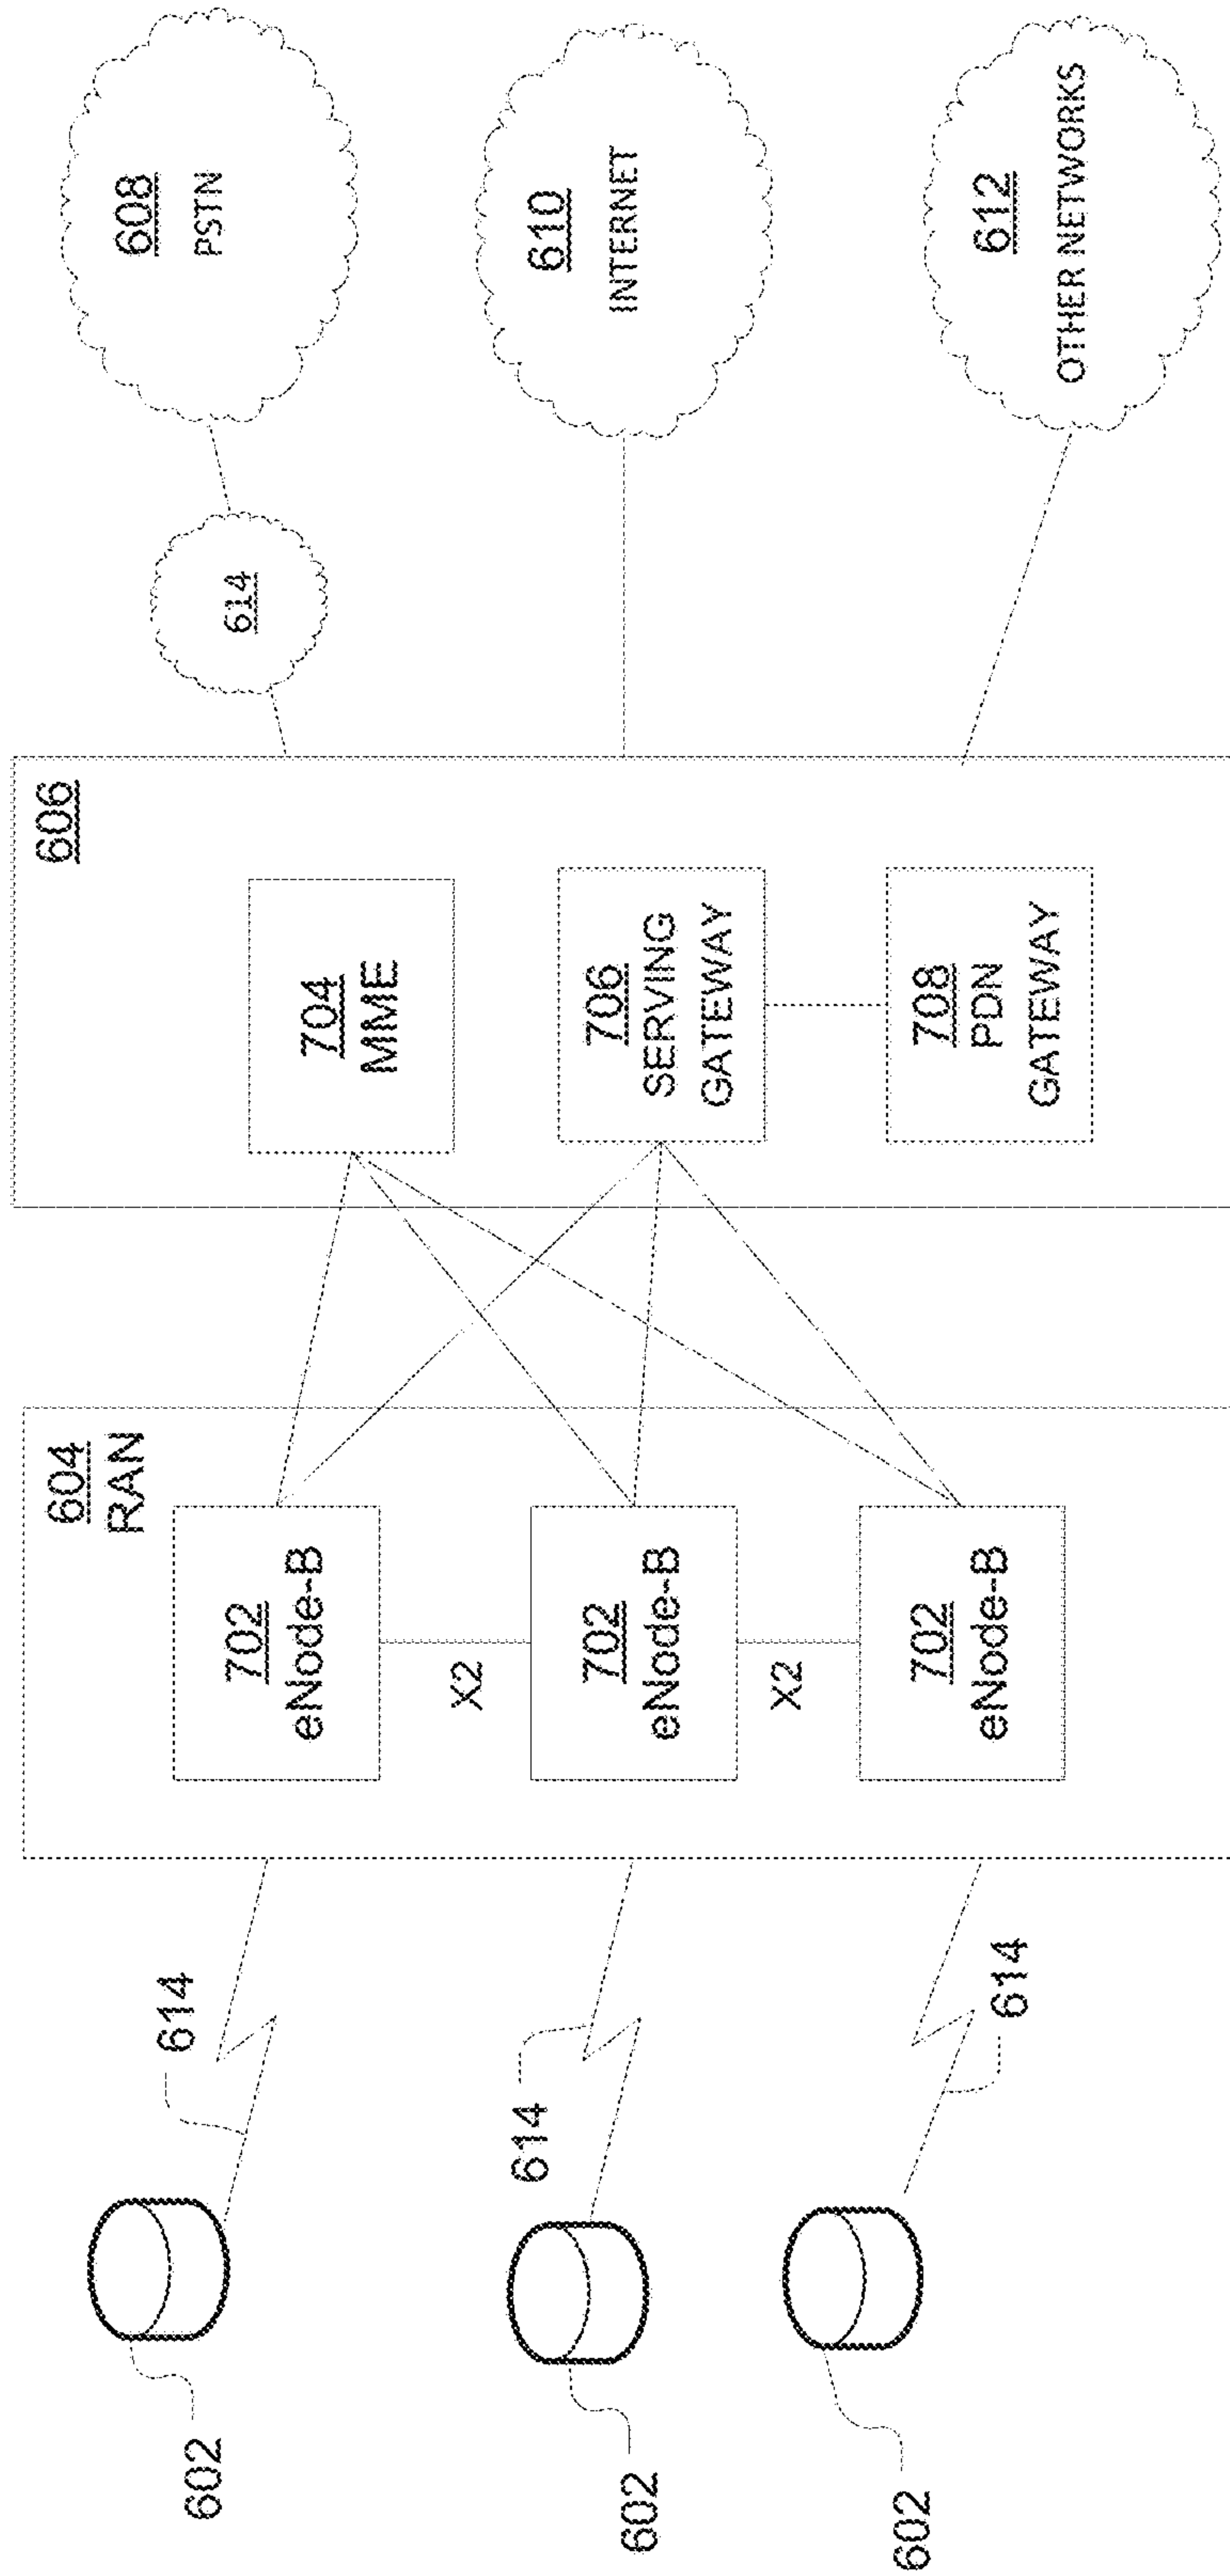 602
602
602
614
614
614
604
RAN
702
eNode-B
X2
702
eNode-B
X2
702
eNode-B
606
704
MME
706
SERVING
GATEWAY
708
PDN
GATEWAY
614
608
PSTN
610
INTERNET
612
OTHER NETWORKS